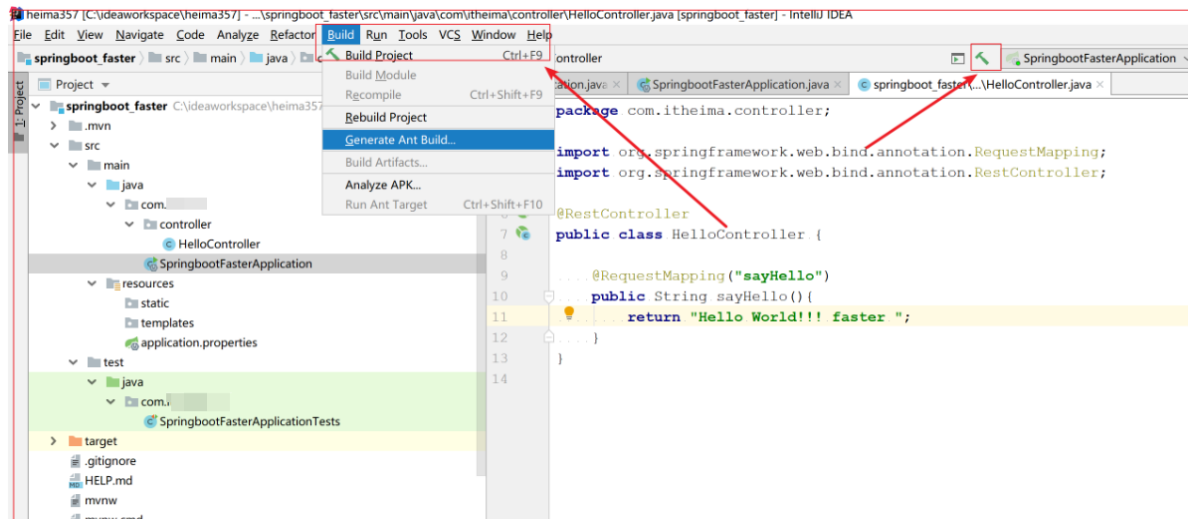 heima357 [C:\ideaworkspace\heima357] - ...\springboot_faster\src\main\java\com\itheima\controller\HelloController.java [springboot_faster] - IntelliJ IDEA
File Edit View Navigate Code Analyze Refactor Build Run Tools VCS Window Help
springboot_faster src main java ontroller SpringbootFasterApplication
Build Project Ctrl+F9
Build Module
Recompile Ctrl+Shift+F9
Rebuild Project
Generate Ant Build...
Build Artifacts...
Analyze APK...
Run Ant Target Ctrl+Shift+F10
1: Project
Project
springboot_faster C:\ideaworkspace\heima357
.mvn
src
main
java
com.
controller
HelloController
SpringbootFasterApplication
resources
static
templates
application.properties
test
java
com.
SpringbootFasterApplicationTests
target
.gitignore
HELP.md
mvnw
ation.java SpringbootFasterApplication.java springboot_faster\...\HelloController.java
package com.itheima.controller;
import org.springframework.web.bind.annotation.RequestMapping;
import org.springframework.web.bind.annotation.RestController;
@RestController
7 public class HelloController {
8
9 @RequestMapping("sayHello")
10 public String sayHello(){
11 return "Hello World!!! faster ";
12 }
13 }
14